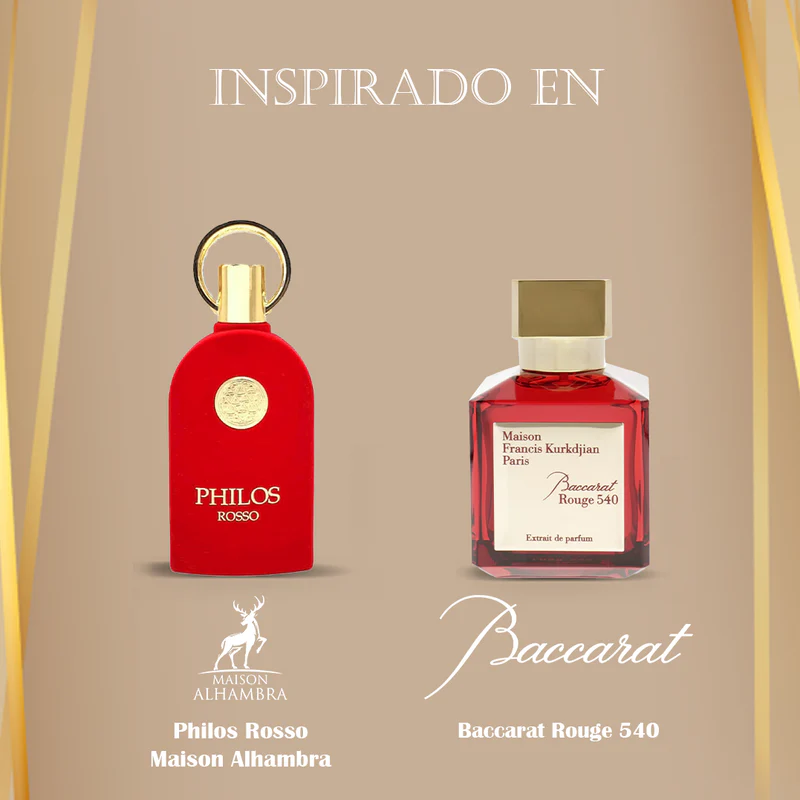 INSPIRADO EN
PHILOS
ROSSO
Maison
Francis Kurkdjian
Paris
Baccarat
Rouge 540
Extrait de parfum
MAISON
ALHAMBRA
Philos Rosso
Maison Alhambra
Baccarat
Baccarat Rouge 540